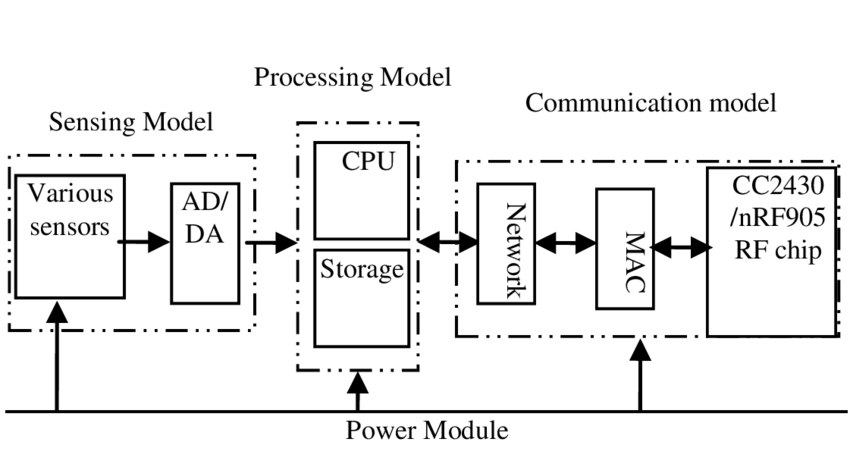 Processing Model
Communication model
Sensing Model
Various
sensors
AD/
DA
CPU
Storage
Network
MAC
CC2430
/nRF905
RF chip
Power Module